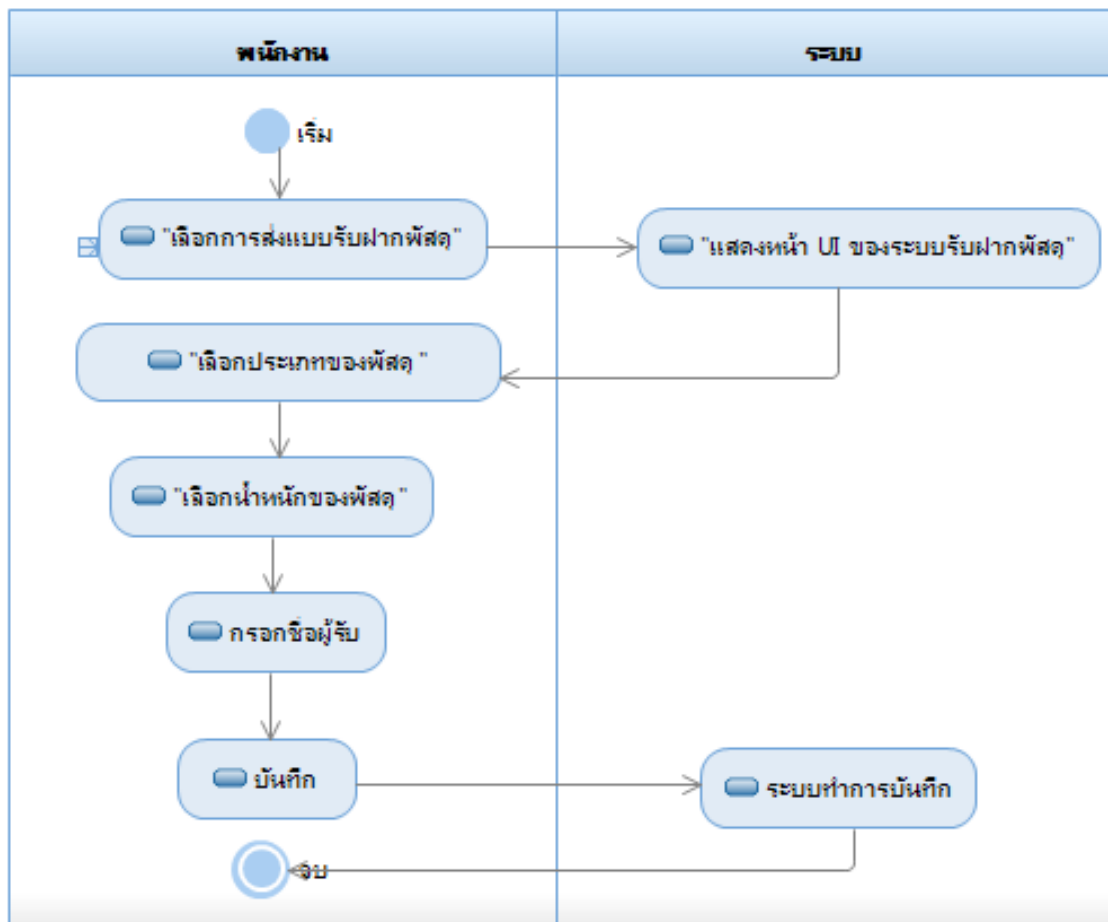 พนักงาน
ระบบ
เริ่ม
"เลือกการส่งแบบรับฝากพัสดุ"
"แสดงหน้า UI ของระบบรับฝากพัสดุ"
"เลือกประเภทของพัสดุ "
"เลือกน้ำหนักของพัสดุ "
กรอกชื่อผู้รับ
บันทึก
ระบบทำการบันทึก
จบ